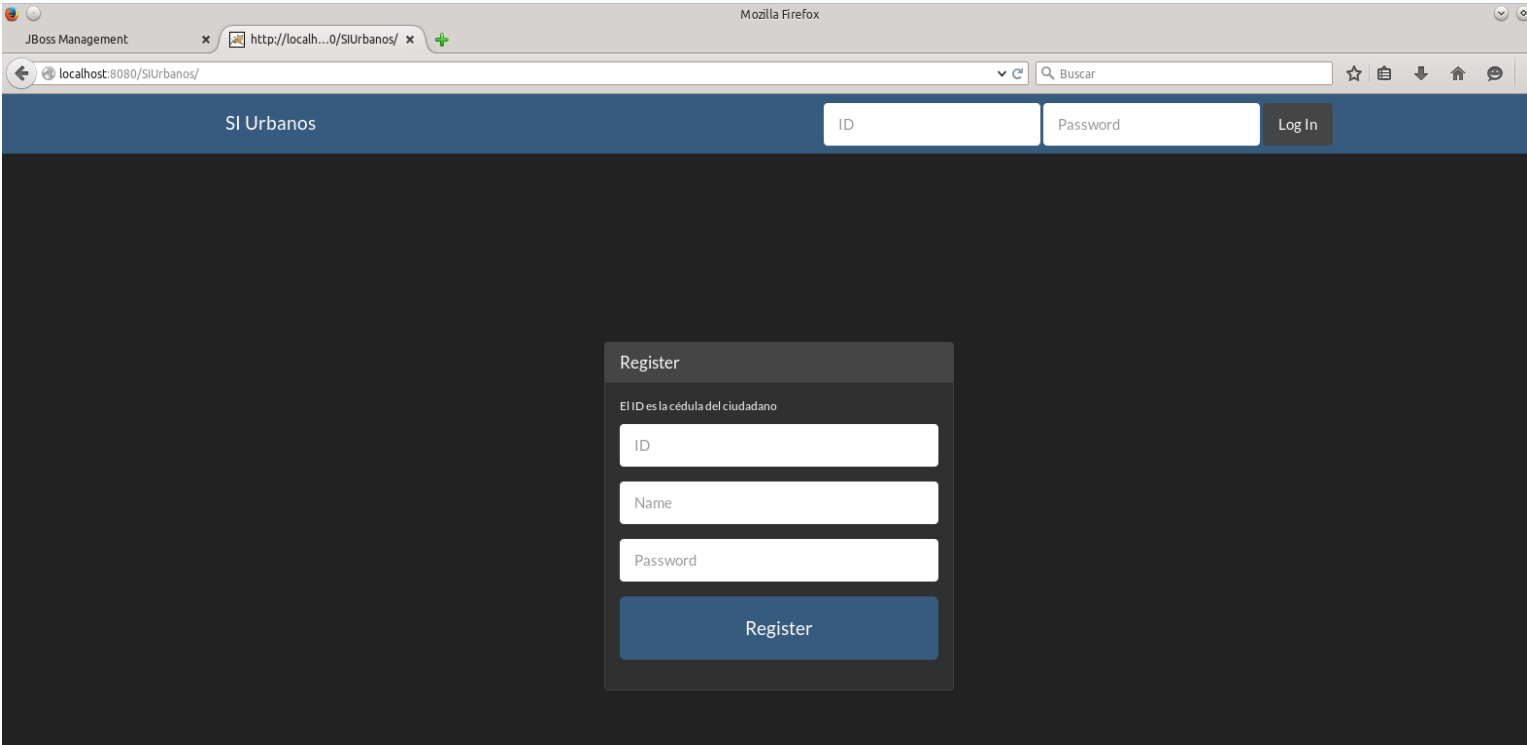 Mozilla Firefox
JBoss Management
http://localh...0/SIUrbanos/
localhost:8080/SIUrbanos/
Buscar
SI Urbanos
ID
Password
Log In
Register
El ID es la cédula del ciudadano
ID
Name
Password
Register